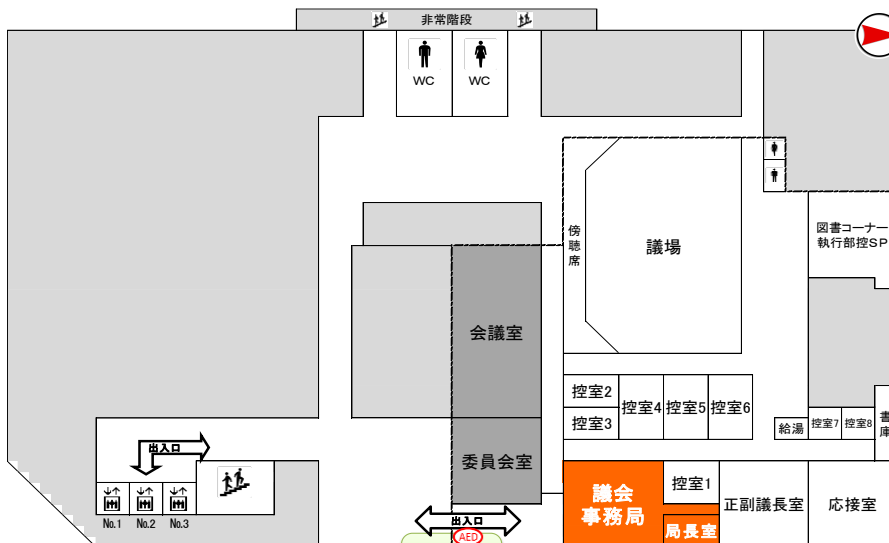 非常階段
WC
WC
傍聴席
議場
図書コーナー
執行部控SP
会議室
控室2
控室3
控室4
控室5
控室6
給湯
控室7
控室8
書庫
出入口
委員会室
議会
事務局
控室1
局長室
正副議長室
応接室
No.1
No.2
No.3
出入口
AED